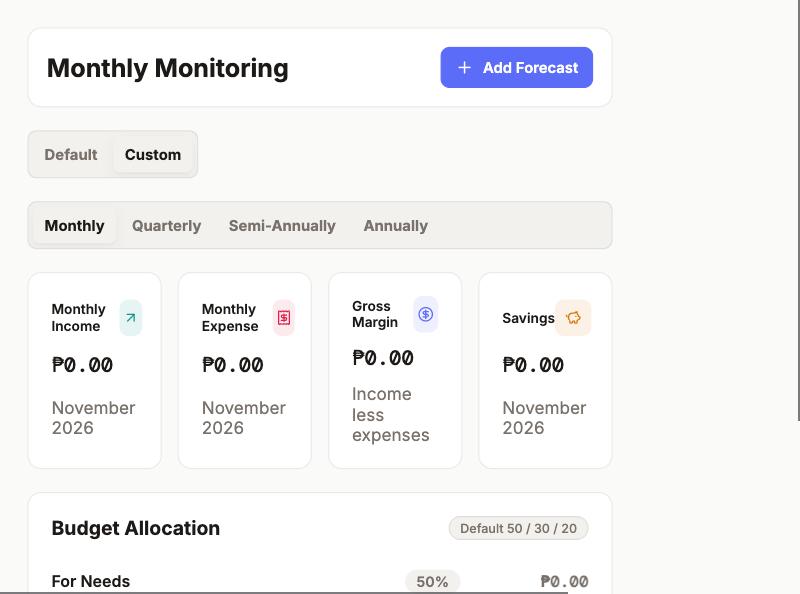 Monthly Monitoring
Add Forecast
Default
Custom
Monthly
Quarterly
Semi-Annually
Annually
Monthly
Income
₱0.00
November
2026
Monthly
Expense
₱0.00
November
2026
Gross
Margin
₱0.00
Income
less
expenses
Savings
₱0.00
November
2026
Budget Allocation
Default 50 / 30 / 20
For Needs
50%
₱0.00